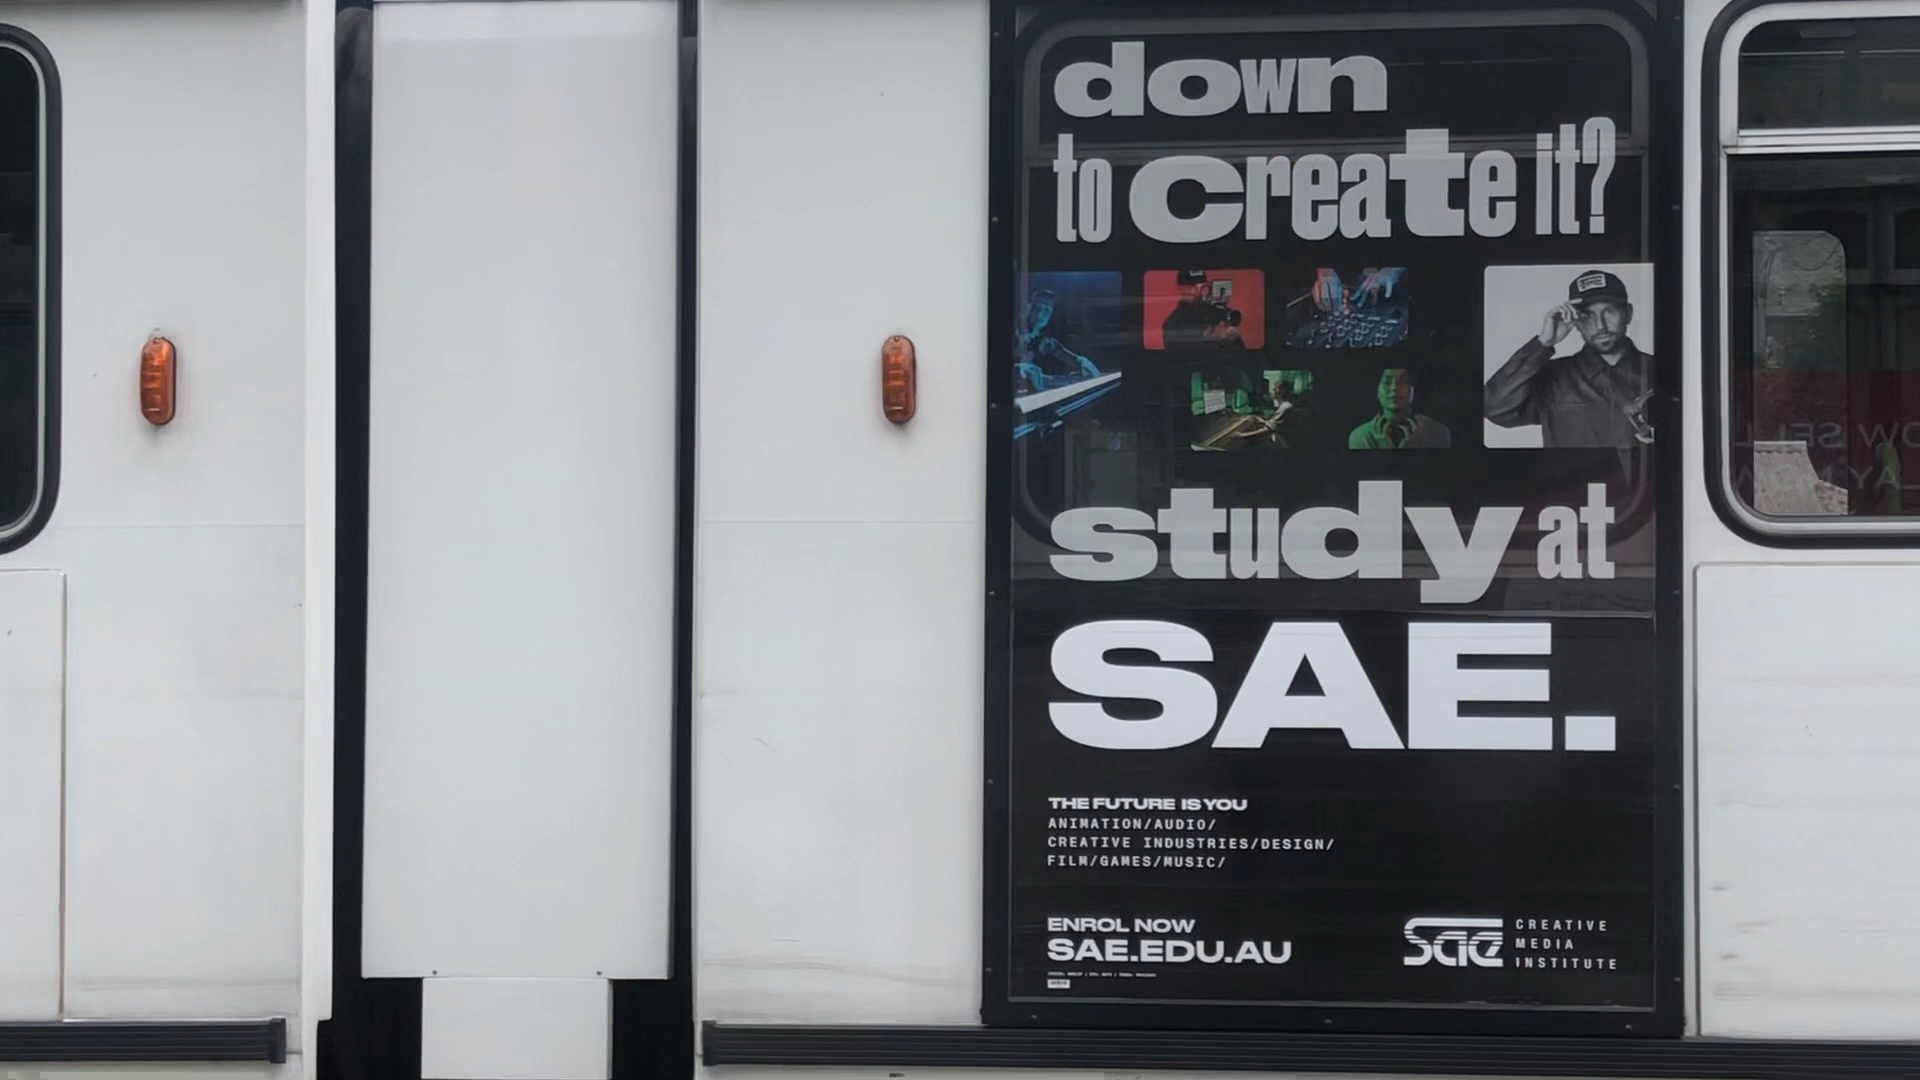 down
to create it?
study at
SAE.
THE FUTURE IS YOU
ANIMATION/AUDIO/
CREATIVE INDUSTRIES/DESIGN/
FILM/GAMES/MUSIC/
ENROL NOW
SAE.EDU.AU
sae CREATIVE
MEDIA
INSTITUTE